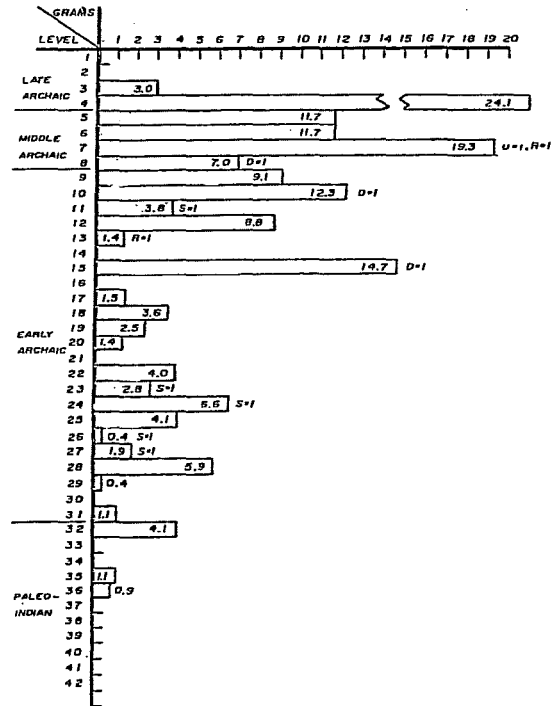 GRAMS
LEVEL 1 2 3 4 5 6 7 8 9 10 11 12 13 14 15 16 17 18 19 20
1
2
LATE ARCHAIC
3 3.0
4 24.1
5 11.7
6 11.7
MIDDLE ARCHAIC
7 19.3 U=1, R=1
8 7.0 D=1
9 9.1
10 12.3 D=1
11 3.8 S=1
12 8.8
13 1.4 R=1
14
15 14.7 D=1
16
17 1.5
18 3.6
19 2.5
EARLY ARCHAIC
20 1.4
21
22 4.0
23 2.8 S=1
24 6.6 S=1
25 4.1
26 0.4 S=1
27 1.9 S=1
28 5.9
29 0.4
30
31 1.1
32 4.1
33
34
35 1.1
36 0.9
PALEO-INDIAN
37
38
39
40
41
42